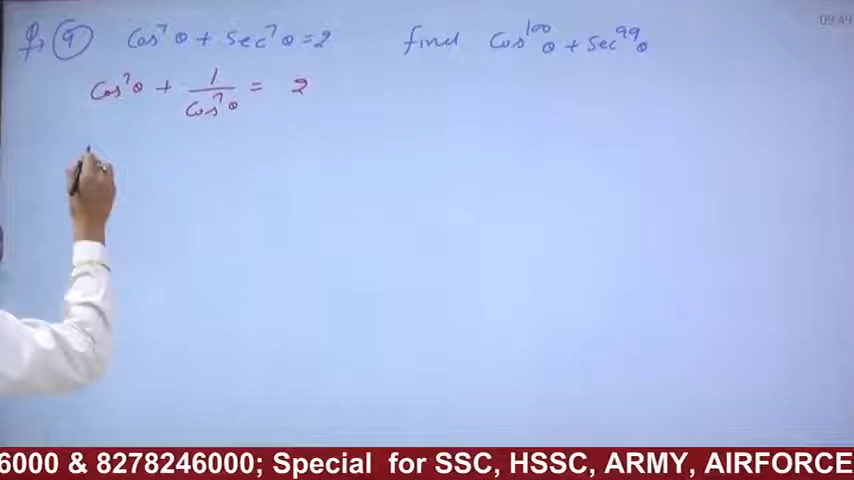 09:49
Q. 9 Cos⁷θ + Sec⁷θ = 2 find Cos¹⁰⁰θ + Sec⁹⁹θ
Cos⁷θ + 1/Cos⁷θ = 2
6000 & 8278246000; Special for SSC, HSSC, ARMY, AIRFORCE